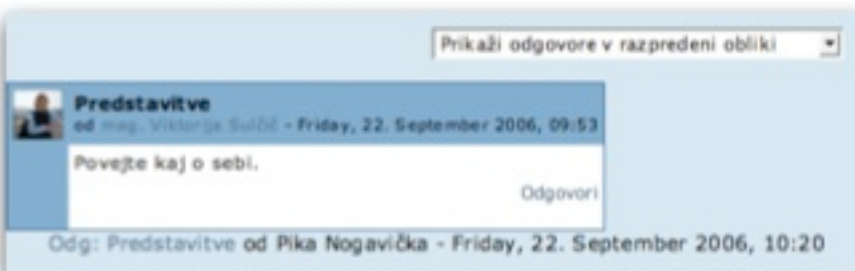 Prikaži odgovore v razpredeni obliki
Predstavitve
od mag. Viktorija Sulčič - Friday, 22. September 2006, 09:53
Povejte kaj o sebi.
Odgovori
Odg: Predstavitve od Pika Nogavička - Friday, 22. September 2006, 10:20